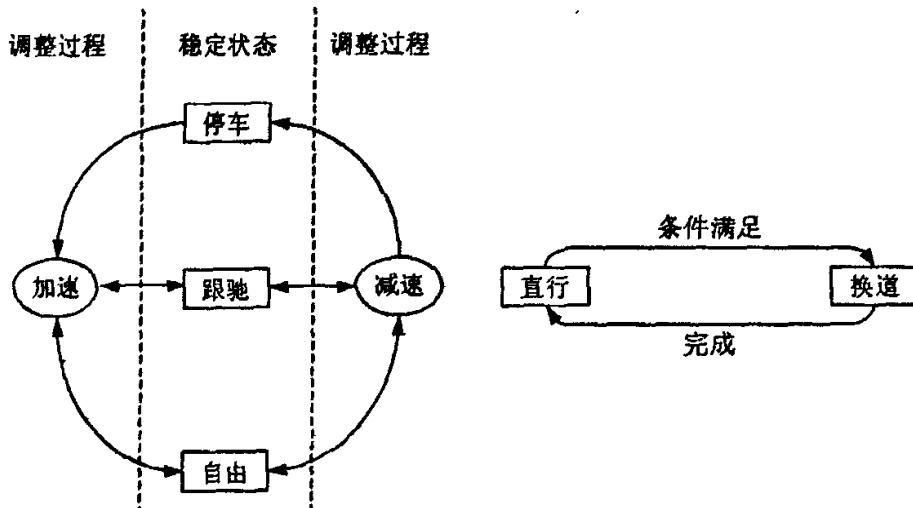 调整过程 稳定状态 调整过程
停车
条件满足
加速 跟驰 减速 直行 换道
完成
自由